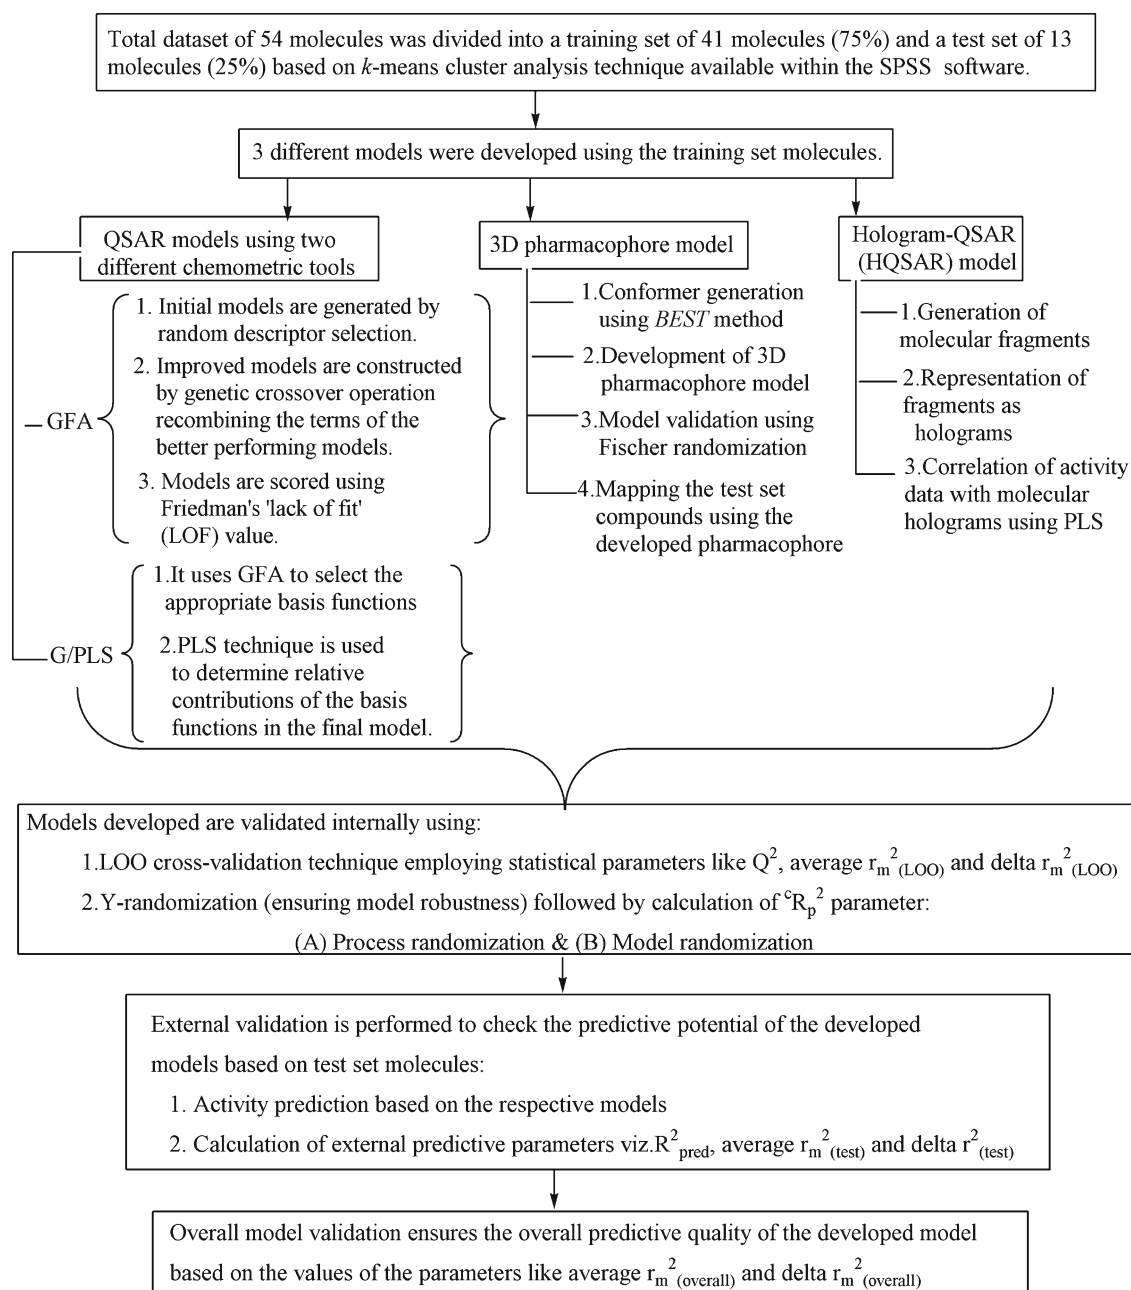 Total dataset of 54 molecules was divided into a training set of 41 molecules (75%) and a test set of 13
molecules (25%) based on k-means cluster analysis technique available within the SPSS software.
3 different models were developed using the training set molecules.
QSAR models using two
different chemometric tools
GFA
1. Initial models are generated by
random descriptor selection.
2. Improved models are constructed
by genetic crossover operation
recombining the terms of the
better performing models.
3. Models are scored using
Friedman's 'lack of fit'
(LOF) value.
G/PLS
1.It uses GFA to select the
appropriate basis functions
2.PLS technique is used
to determine relative
contributions of the basis
functions in the final model.
3D pharmacophore model
1.Conformer generation
using BEST method
2.Development of 3D
pharmacophore model
3.Model validation using
Fischer randomization
4.Mapping the test set
compounds using the
developed pharmacophore
Hologram-QSAR
(HQSAR) model
1.Generation of
molecular fragments
2.Representation of
fragments as
holograms
3.Correlation of activity
data with molecular
holograms using PLS
Models developed are validated internally using:
1.LOO cross-validation technique employing statistical parameters like Q², average rₘ²(LOO) and delta rₘ²(LOO)
2.Y-randomization (ensuring model robustness) followed by calculation of ᶜRₚ² parameter:
(A) Process randomization & (B) Model randomization
External validation is performed to check the predictive potential of the developed
models based on test set molecules:
1. Activity prediction based on the respective models
2. Calculation of external predictive parameters viz.R²pred, average rₘ²(test) and delta r²(test)
Overall model validation ensures the overall predictive quality of the developed model
based on the values of the parameters like average rₘ²(overall) and delta rₘ²(overall)